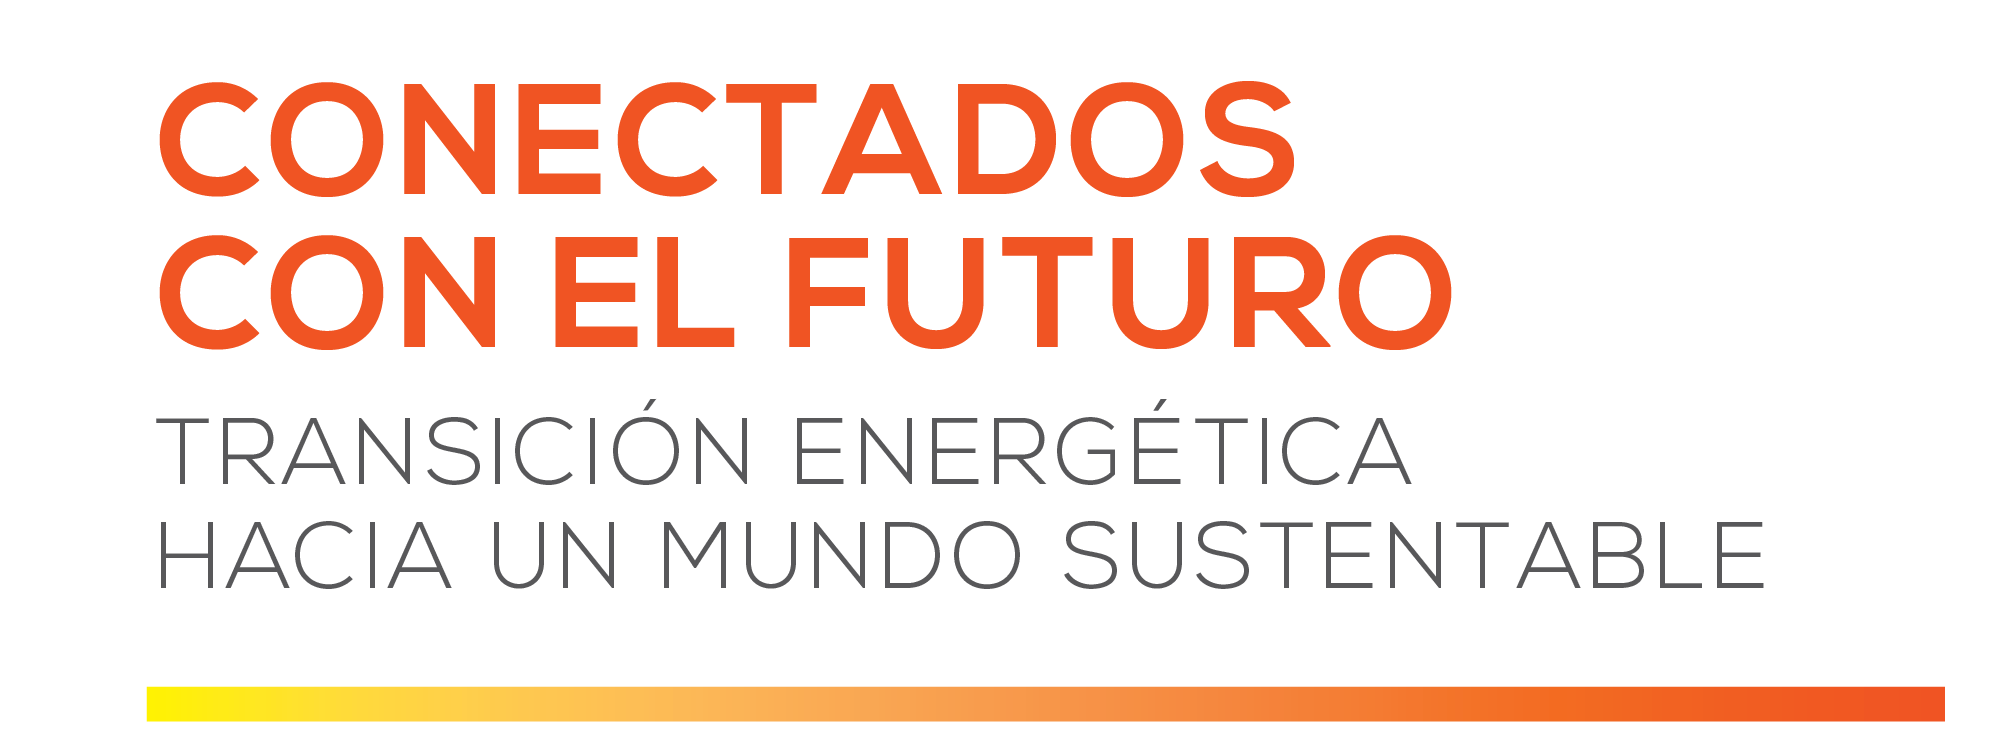 CONECTADOS
CON EL FUTURO
TRANSICIÓN ENERGÉTICA
HACIA UN MUNDO SUSTENTABLE